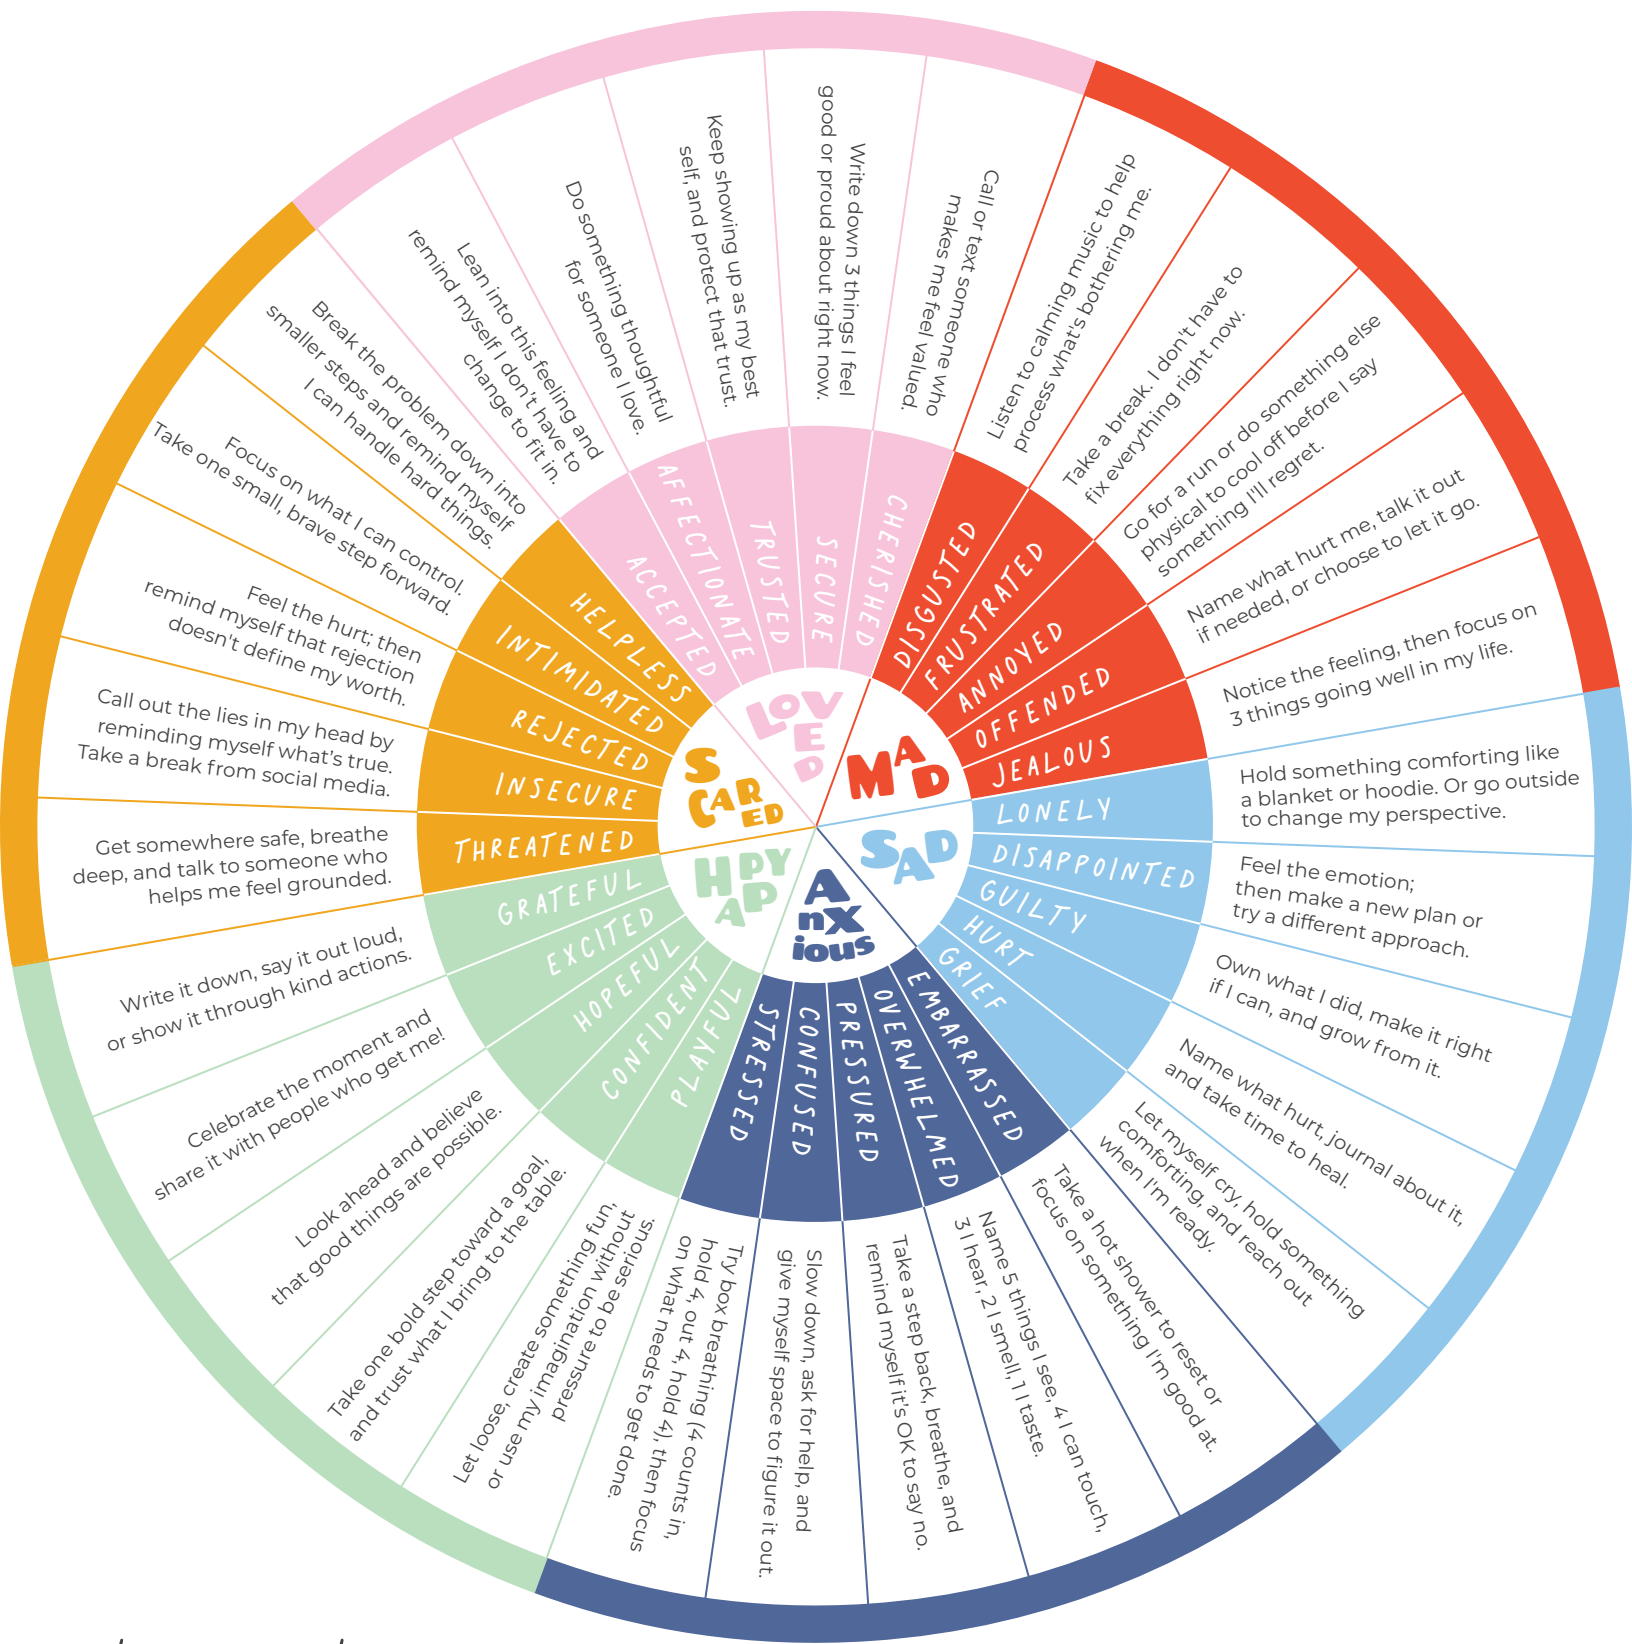 LOVED
ACCEPTED
Lean into this feeling and
remind myself I don't have to
change to fit in.
AFFECTIONATE
Do something thoughtful
for someone I love.
TRUSTED
Keep showing up as my best
self, and protect that trust.
SECURE
Write down 3 things I feel
good or proud about right now.
CHERISHED
Call or text someone who
makes me feel valued.
MAD
DISGUSTED
Listen to calming music to help
process what's bothering me.
FRUSTRATED
Take a break. I don't have to
fix everything right now.
ANNOYED
Go for a run or do something else
physical to cool off before I say
something I'll regret.
OFFENDED
Name what hurt me, talk it out
if needed, or choose to let it go.
JEALOUS
Notice the feeling, then focus on
3 things going well in my life.
SAD
LONELY
Hold something comforting like
a blanket or hoodie. Or go outside
to change my perspective.
DISAPPOINTED
Feel the emotion;
then make a new plan or
try a different approach.
GUILTY
Own what I did, make it right
if I can, and grow from it.
HURT
Name what hurt, journal about it,
and take time to heal.
GRIEF
Let myself cry, hold something
comforting, and reach out
when I'm ready.
AnXious
EMBARRASSED
Take a hot shower to reset or
focus on something I'm good at.
OVERWHELMED
Name 5 things I see, 4 I can touch,
3 I hear, 2 I smell, 1 I taste.
PRESSURED
Take a step back, breathe, and
remind myself it's OK to say no.
CONFUSED
Slow down, ask for help, and
give myself space to figure it out.
STRESSED
Try box breathing (4 counts in,
hold 4, out 4, hold 4), then focus
on what needs to get done.
HAPPY
PLAYFUL
Let loose, create something fun,
or use my imagination without
pressure to be serious.
CONFIDENT
Take one bold step toward a goal,
and trust what I bring to the table.
HOPEFUL
Look ahead and believe
that good things are possible.
EXCITED
Celebrate the moment and
share it with people who get me!
GRATEFUL
Write it down, say it out loud,
or show it through kind actions.
SCARED
THREATENED
Get somewhere safe, breathe
deep, and talk to someone who
helps me feel grounded.
INSECURE
Call out the lies in my head by
reminding myself what's true.
Take a break from social media.
REJECTED
Feel the hurt; then
remind myself that rejection
doesn't define my worth.
INTIMIDATED
Focus on what I can control.
Take one small, brave step forward.
HELPLESS
Break the problem down into
smaller steps and remind myself
I can handle hard things.